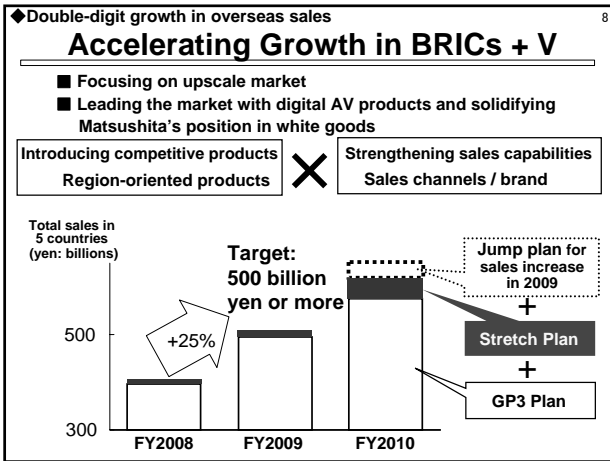 ◆Double-digit growth in overseas sales
8
Accelerating Growth in BRICs + V
■ Focusing on upscale market
■ Leading the market with digital AV products and solidifying
Matsushita's position in white goods
Introducing competitive products
Region-oriented products
×
Strengthening sales capabilities
Sales channels / brand
Total sales in
5 countries
(yen: billions)
Target:
500 billion
yen or more
Jump plan for
sales increase
in 2009
+
Stretch Plan
+
GP3 Plan
+25%
500
300
FY2008
FY2009
FY2010